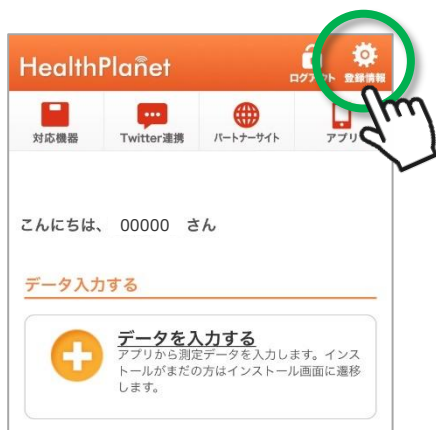 HealthPlanet
ログアウト 登録情報
対応機器 Twitter連携 パートナーサイト アプリ
こんにちは、 00000 さん
データ入力する
データを入力する
アプリから測定データを入力します。インス
トールがまだの方はインストール画面に遷移
します。